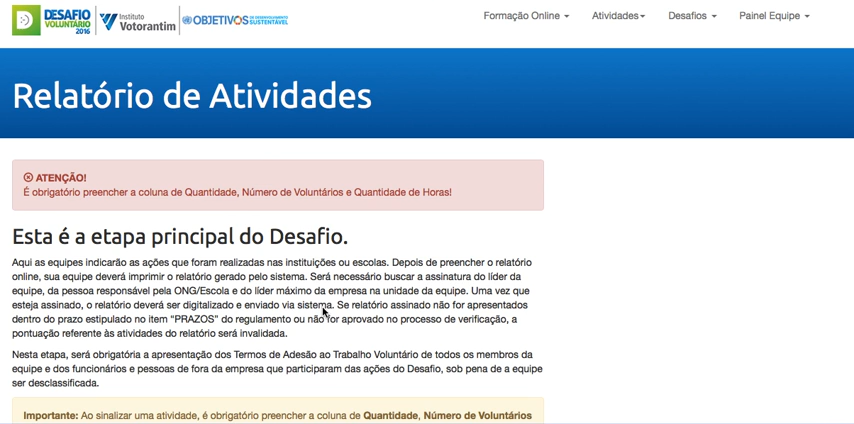 DESAFIO
VOLUNTÁRIO
2016
Instituto
Votorantim
OBJETIVOS DE DESENVOLVIMENTO
SUSTENTÁVEL
Formação Online
Atividades
Desafios
Painel Equipe
Relatório de Atividades
ATENÇÃO!
É obrigatório preencher a coluna de Quantidade, Número de Voluntários e Quantidade de Horas!
Esta é a etapa principal do Desafio.
Aqui as equipes indicarão as ações que foram realizadas nas instituições ou escolas. Depois de preencher o relatório
online, sua equipe deverá imprimir o relatório gerado pelo sistema. Será necessário buscar a assinatura do líder da
equipe, da pessoa responsável pela ONG/Escola e do líder máximo da empresa na unidade da equipe. Uma vez que
esteja assinado, o relatório deverá ser digitalizado e enviado via sistema. Se relatório assinado não for apresentados
dentro do prazo estipulado no item “PRAZOS” do regulamento ou não for aprovado no processo de verificação, a
pontuação referente às atividades do relatório será invalidada.
Nesta etapa, será obrigatória a apresentação dos Termos de Adesão ao Trabalho Voluntário de todos os membros da
equipe e dos funcionários e pessoas de fora da empresa que participaram das ações do Desafio, sob pena de a equipe
ser desclassificada.
Importante: Ao sinalizar uma atividade, é obrigatório preencher a coluna de Quantidade, Número de Voluntários